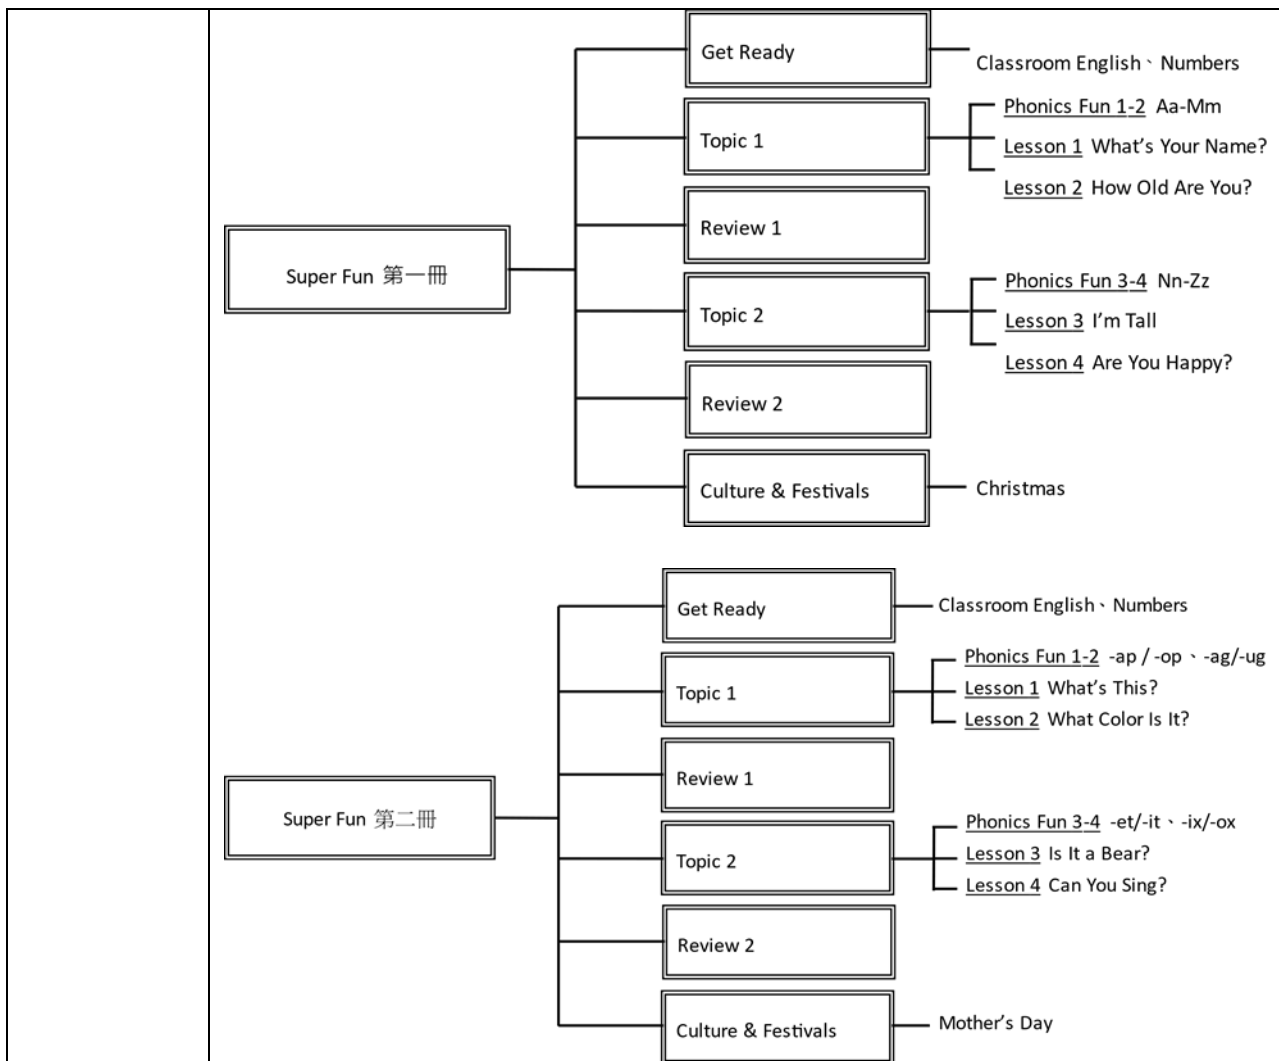 Get Ready
Classroom English、Numbers
Topic 1
Phonics Fun 1-2 Aa-Mm
Lesson 1 What's Your Name?
Lesson 2 How Old Are You?
Review 1
Super Fun 第一冊
Topic 2
Phonics Fun 3-4 Nn-Zz
Lesson 3 I'm Tall
Lesson 4 Are You Happy?
Review 2
Culture & Festivals
Christmas
Get Ready
Classroom English、Numbers
Topic 1
Phonics Fun 1-2 -ap / -op、-ag/-ug
Lesson 1 What's This?
Lesson 2 What Color Is It?
Review 1
Super Fun 第二冊
Topic 2
Phonics Fun 3-4 -et/-it、-ix/-ox
Lesson 3 Is It a Bear?
Lesson 4 Can You Sing?
Review 2
Culture & Festivals
Mother's Day